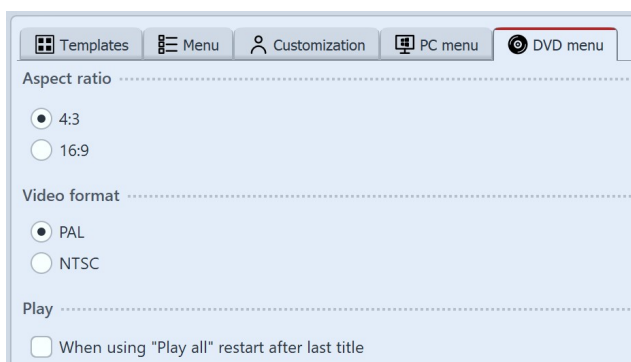 Templates Menu Customization PC menu DVD menu
Aspect ratio
4:3
16:9
Video format
PAL
NTSC
Play
When using "Play all" restart after last title